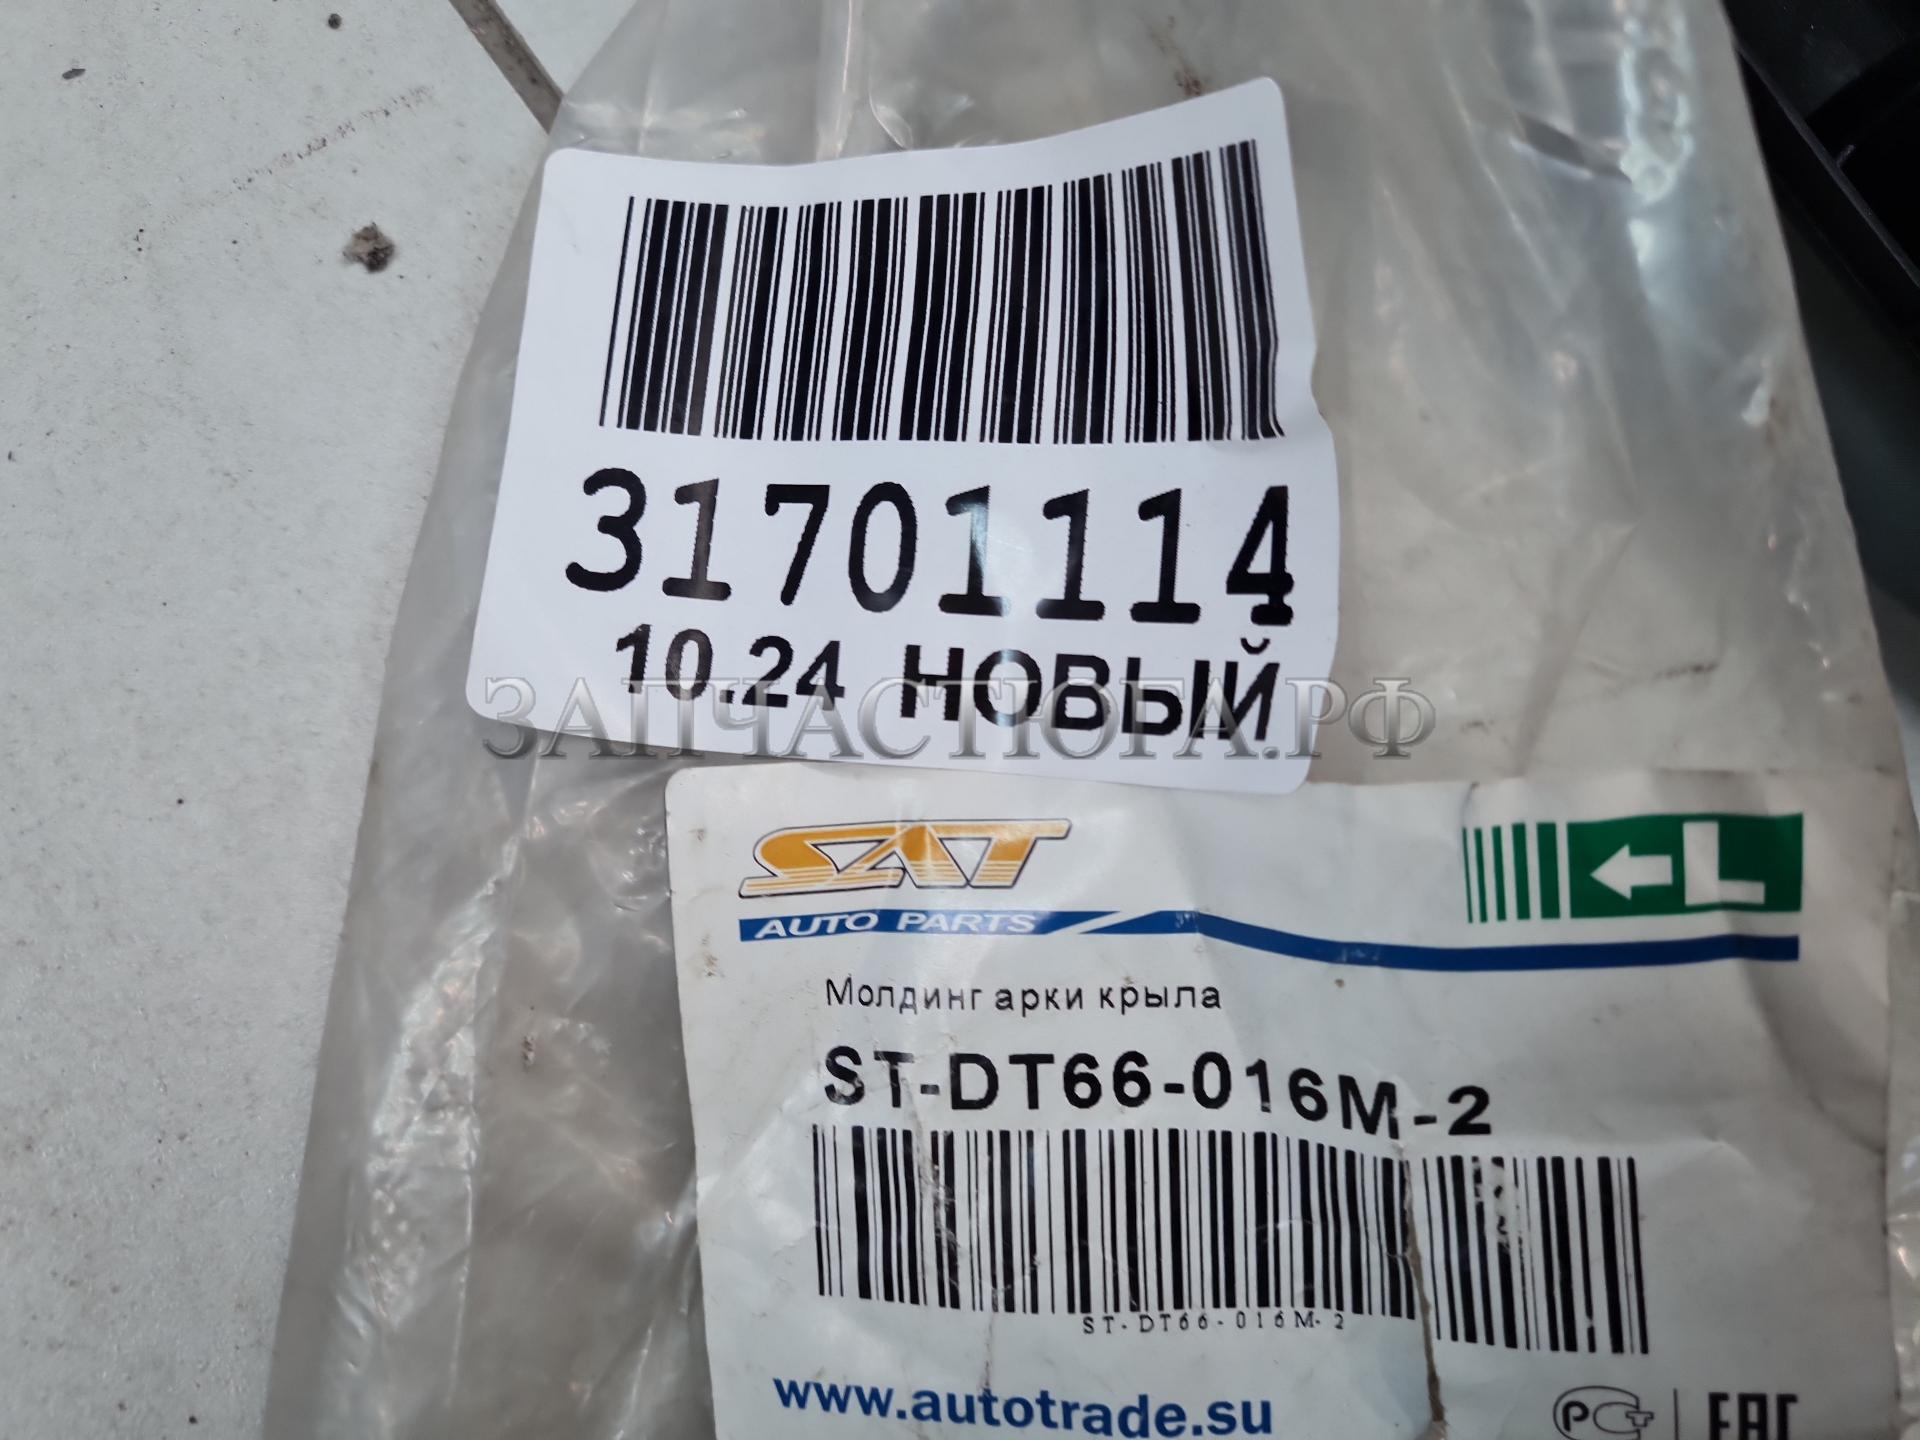 31701114
10.24 НОВЫЙ
ЗАПЧАСТЮГА.РФ
SAT
AUTO PARTS
L
Молдинг арки крыла
ST-DT66-016M-2
ST-DT66-016M-2
www.autotrade.su
РСТ
EAC